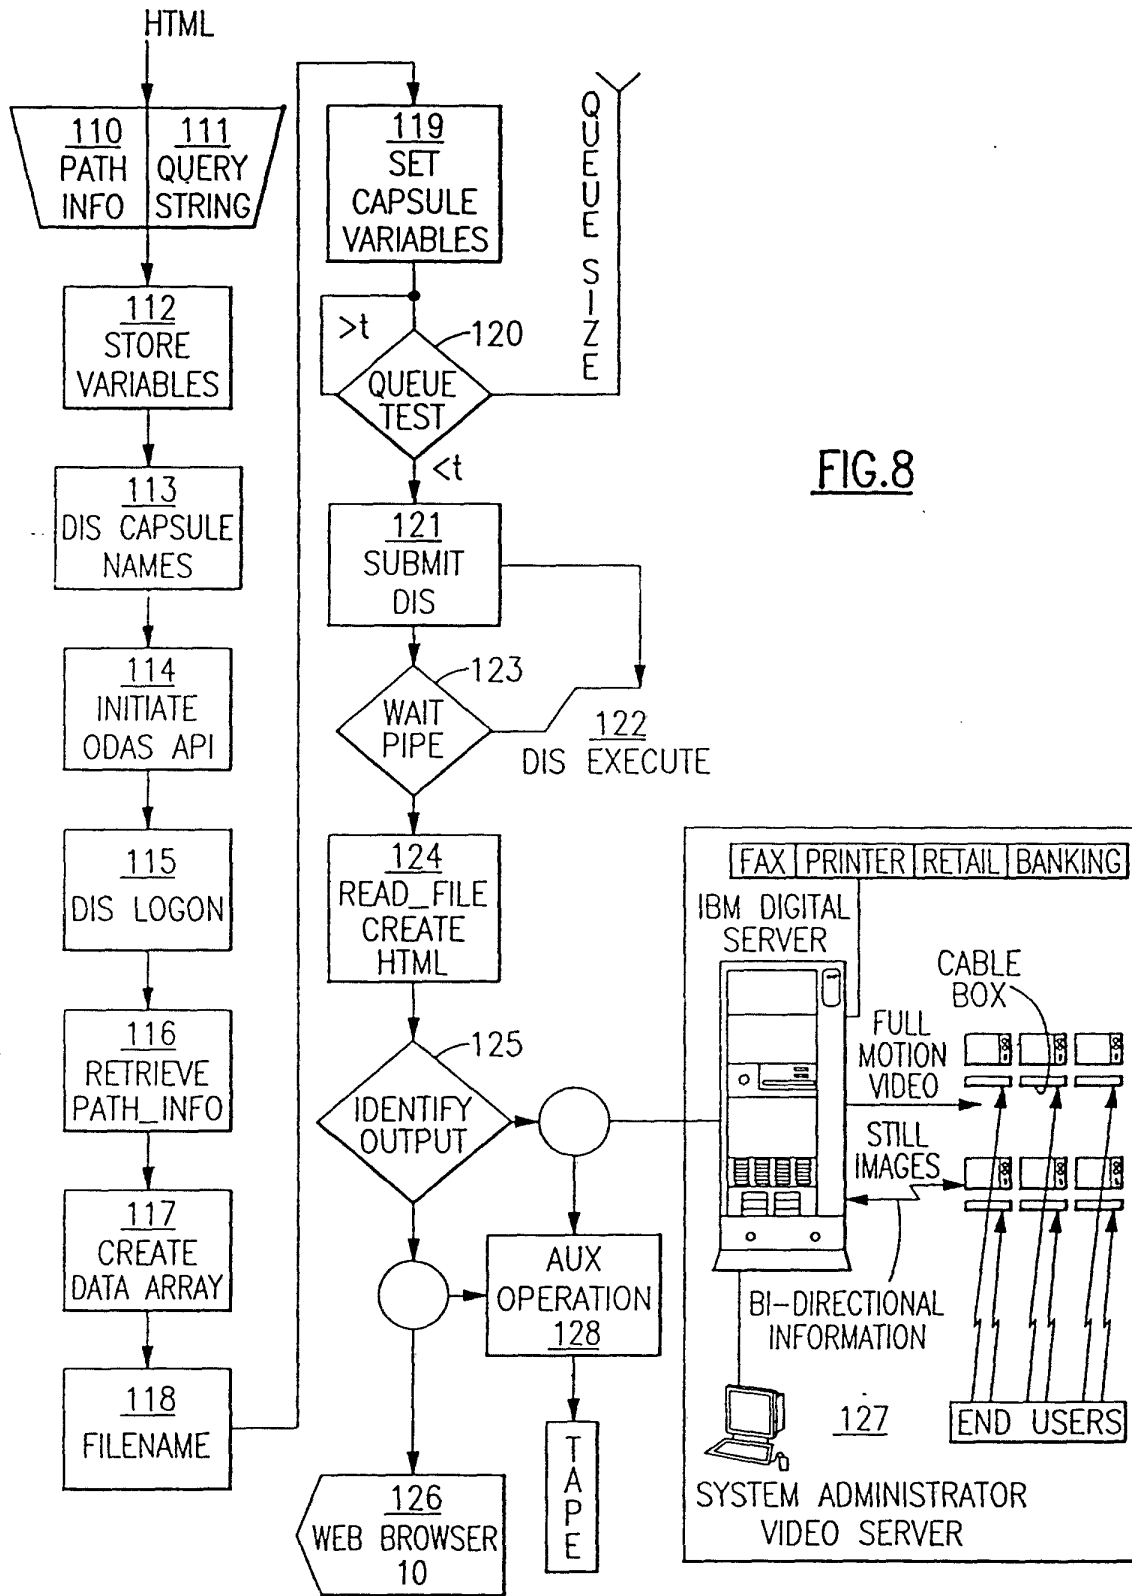 HTML
110
PATH
INFO
111
QUERY
STRING
112
STORE
VARIABLES
113
DIS CAPSULE
NAMES
114
INITIATE
ODAS API
115
DIS LOGON
116
RETRIEVE
PATH_INFO
117
CREATE
DATA ARRAY
118
FILENAME
119
SET
CAPSULE
VARIABLES
>t
120
QUEUE
TEST
<t
QUEUE SIZE
121
SUBMIT
DIS
123
WAIT
PIPE
122
DIS EXECUTE
124
READ_FILE
CREATE
HTML
125
IDENTIFY
OUTPUT
AUX
OPERATION
128
TAPE
126
WEB BROWSER
10
FIG.8
FAX PRINTER RETAIL BANKING
IBM DIGITAL
SERVER
CABLE
BOX
FULL
MOTION
VIDEO
STILL
IMAGES
BI-DIRECTIONAL
INFORMATION
127
END USERS
SYSTEM ADMINISTRATOR
VIDEO SERVER